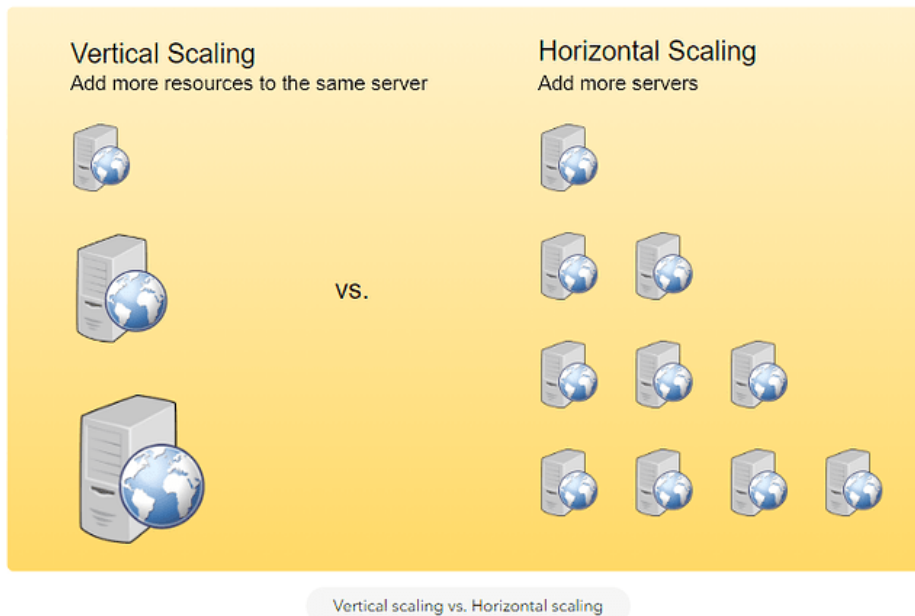 Vertical Scaling
Add more resources to the same server
Horizontal Scaling
Add more servers
vs.
Vertical scaling vs. Horizontal scaling